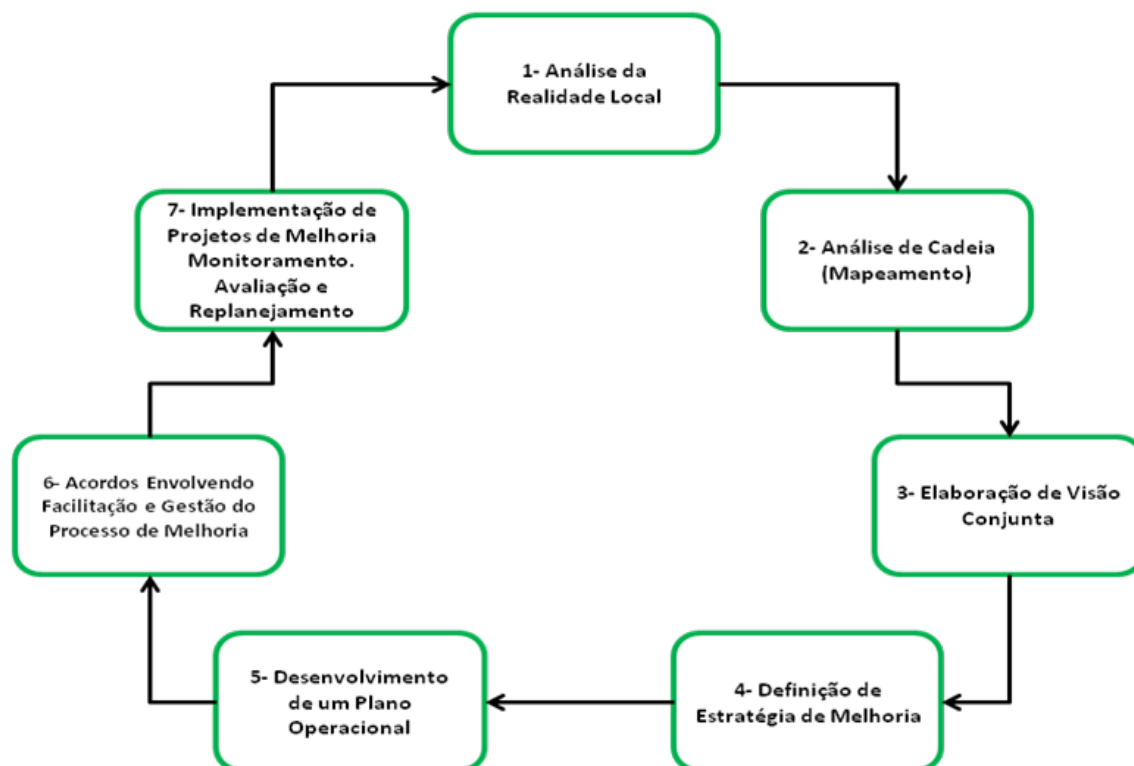 1- Análise da
Realidade Local
2- Análise de Cadeia
(Mapeamento)
3- Elaboração de Visão
Conjunta
4- Definição de
Estratégia de Melhoria
5- Desenvolvimento
de um Plano
Operacional
6- Acordos Envolvendo
Facilitação e Gestão do
Processo de Melhoria
7- Implementação de
Projetos de Melhoria
Monitoramento.
Avaliação e
Replanejamento